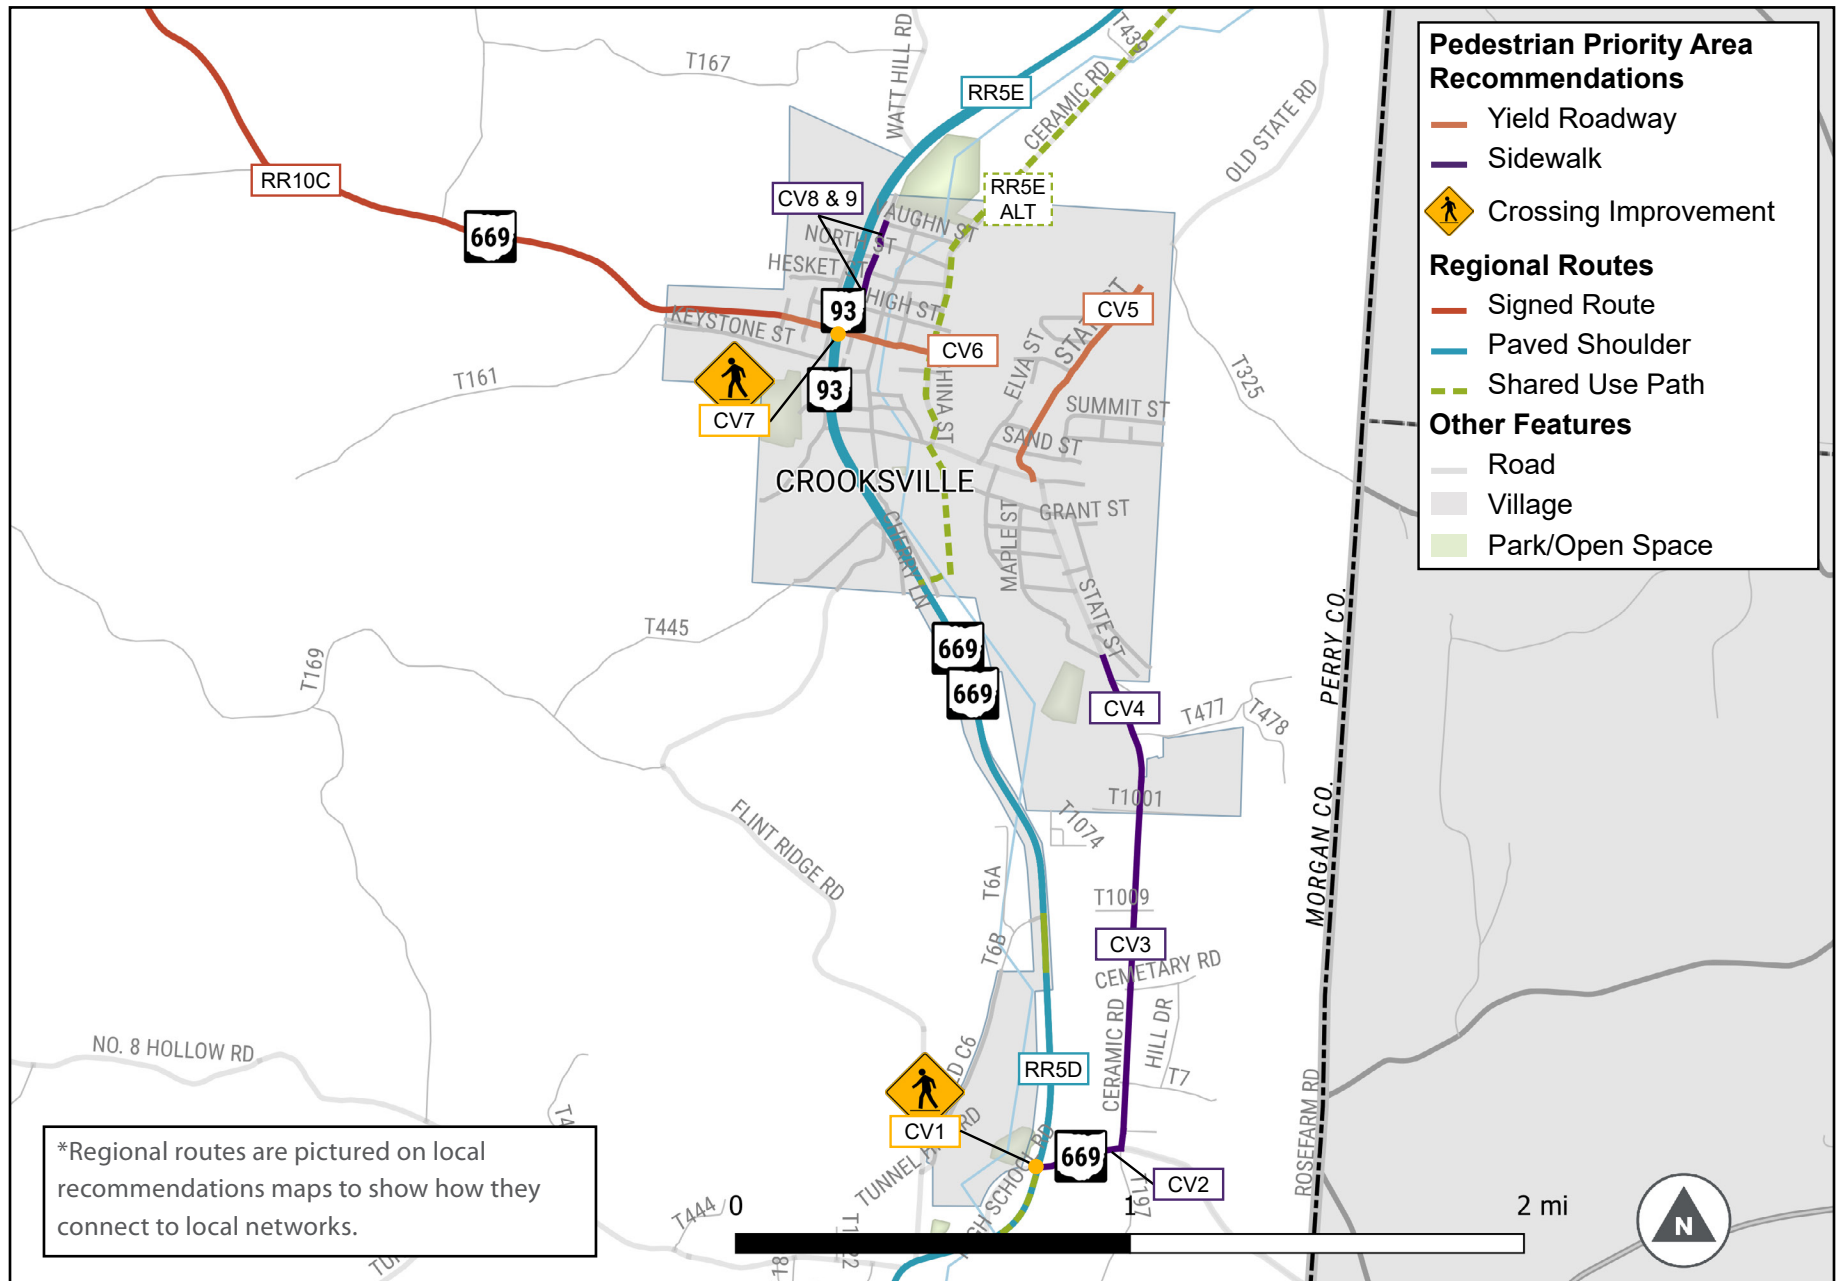 Pedestrian Priority Area
Recommendations
Yield Roadway
Sidewalk
Crossing Improvement
Regional Routes
Signed Route
Paved Shoulder
Shared Use Path
Other Features
Road
Village
Park/Open Space
T439
WATT HILL RD
T167
RR5E
CERAMIC RD
OLD STATE RD
RR10C
RR5E
ALT
CV8 & 9
669
NORTH ST
HESKET ST
HIGH ST
93
CV5
KEYSTONE ST
CV6
ELVA ST
T325
T161
93
CV7
SUMMIT ST
SAND ST
CROOKSVILLE
GRANT ST
MAPLE ST
CHERRY LN
STATE ST
T445
T169
669
669
PERRY CO.
CV4
T477
T478
T1001
T1074
MORGAN CO.
FLINT RIDGE RD
T6A
T1009
CV3
T6B
CEMETARY RD
CERAMIC RD
HILL DR
NO. 8 HOLLOW RD
RR5D
T7
ROSEFARM RD
CV1
669
CV2
T197
T444
*Regional routes are pictured on local
recommendations maps to show how they
connect to local networks.
0
1
2 mi
N